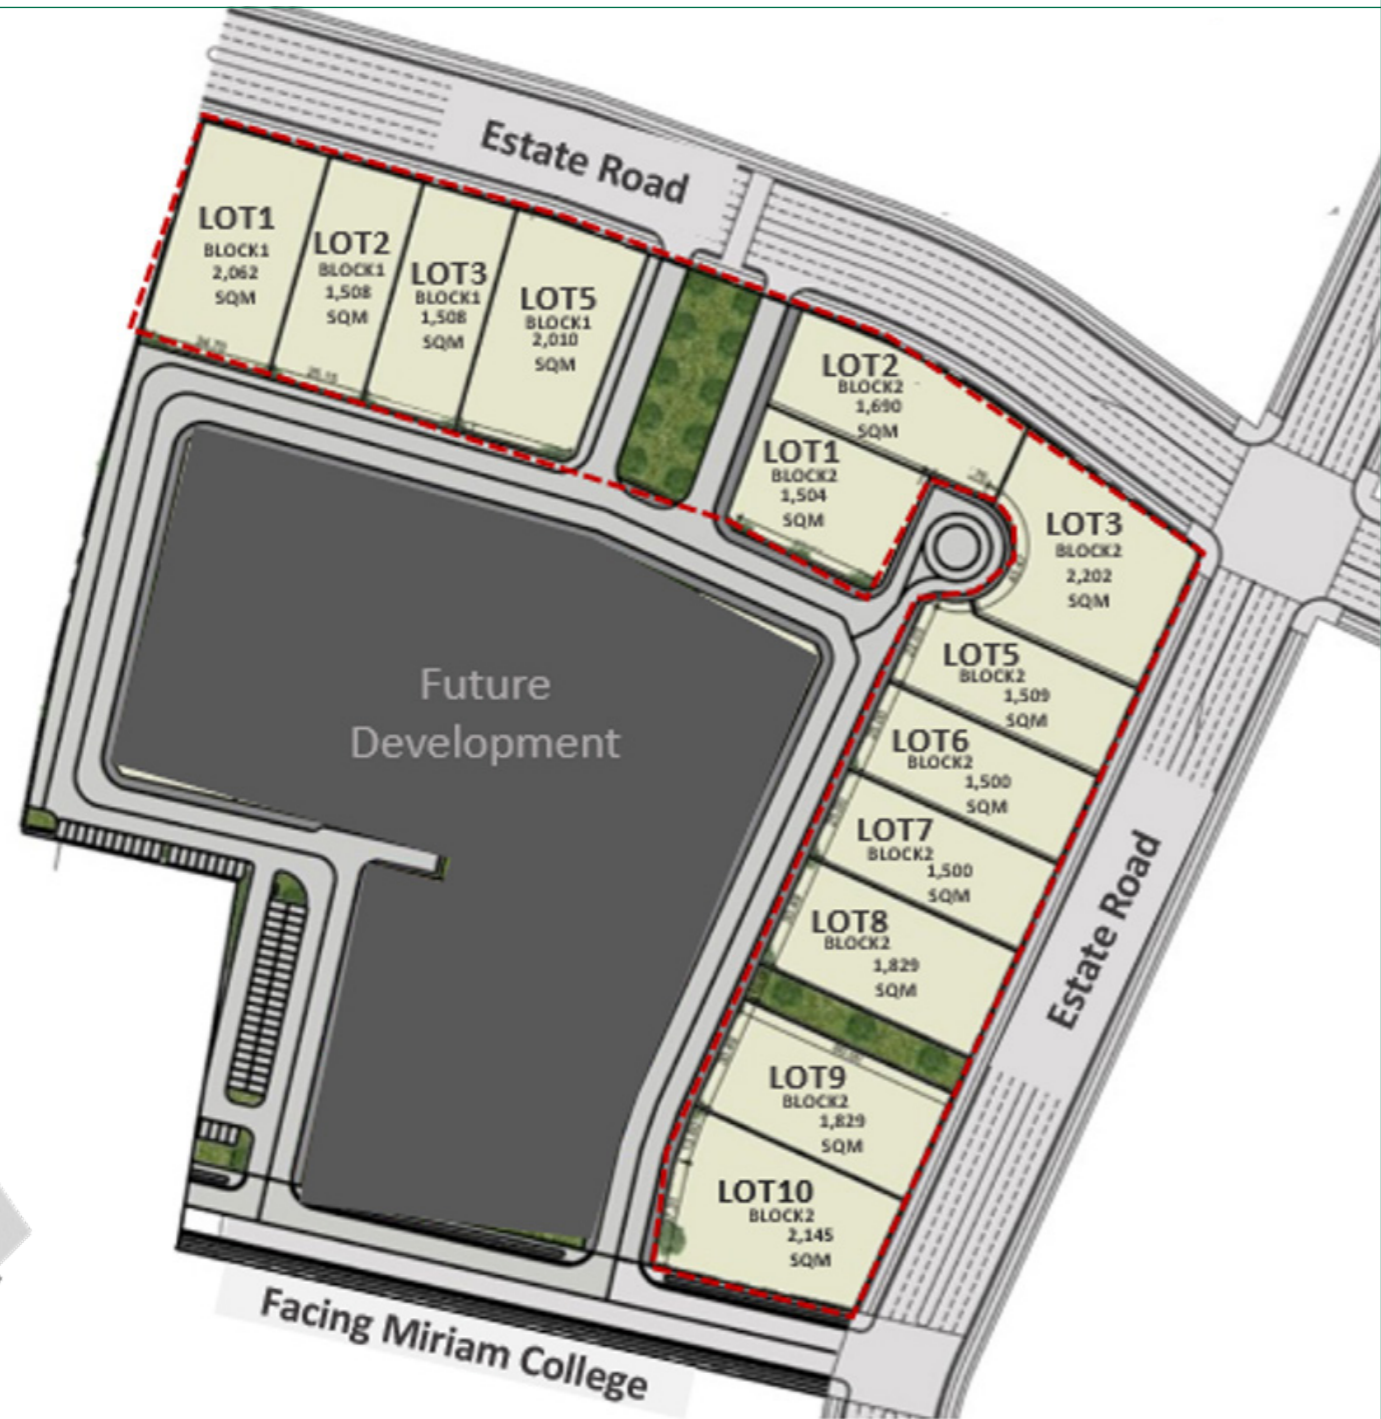 Estate Road
LOT1
BLOCK1
2,062
SQM
LOT2
BLOCK1
1,508
SQM
LOT3
BLOCK1
1,508
SQM
LOT5
BLOCK1
2,010
SQM
LOT2
BLOCK2
1,690
SQM
LOT1
BLOCK2
1,504
SQM
LOT3
BLOCK2
2,202
SQM
LOT5
BLOCK2
1,509
SQM
LOT6
BLOCK2
1,500
SQM
LOT7
BLOCK2
1,500
SQM
LOT8
BLOCK2
1,829
SQM
LOT9
BLOCK2
1,829
SQM
LOT10
BLOCK2
2,145
SQM
Future
Development
Estate Road
Facing Miriam College